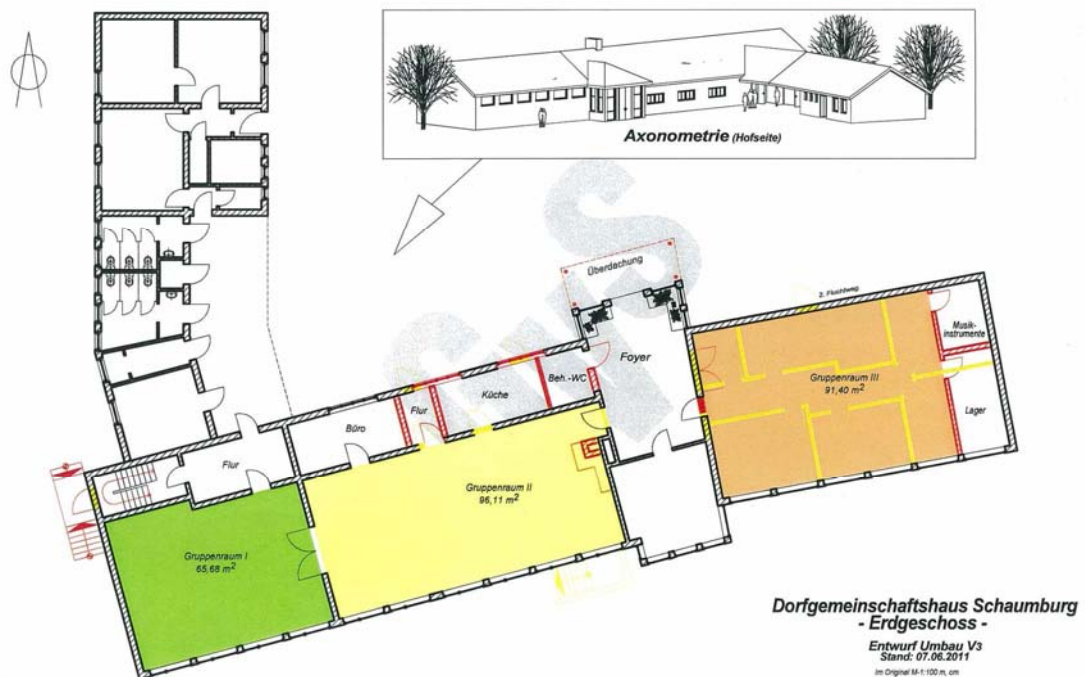 Axonometrie (Hofseite)
Überdachung
2. Fluchtweg
Musik-
instrumente
Foyer
Gruppenraum III
91,40 m²
Beh.-WC
Küche
Flur
Lager
Büro
Flur
Gruppenraum II
96,11 m²
Gruppenraum I
65,68 m²
Dorfgemeinschaftshaus Schaumburg
- Erdgeschoss -
Entwurf Umbau V3
Stand: 07.06.2011
Im Original M-1:100 m, cm